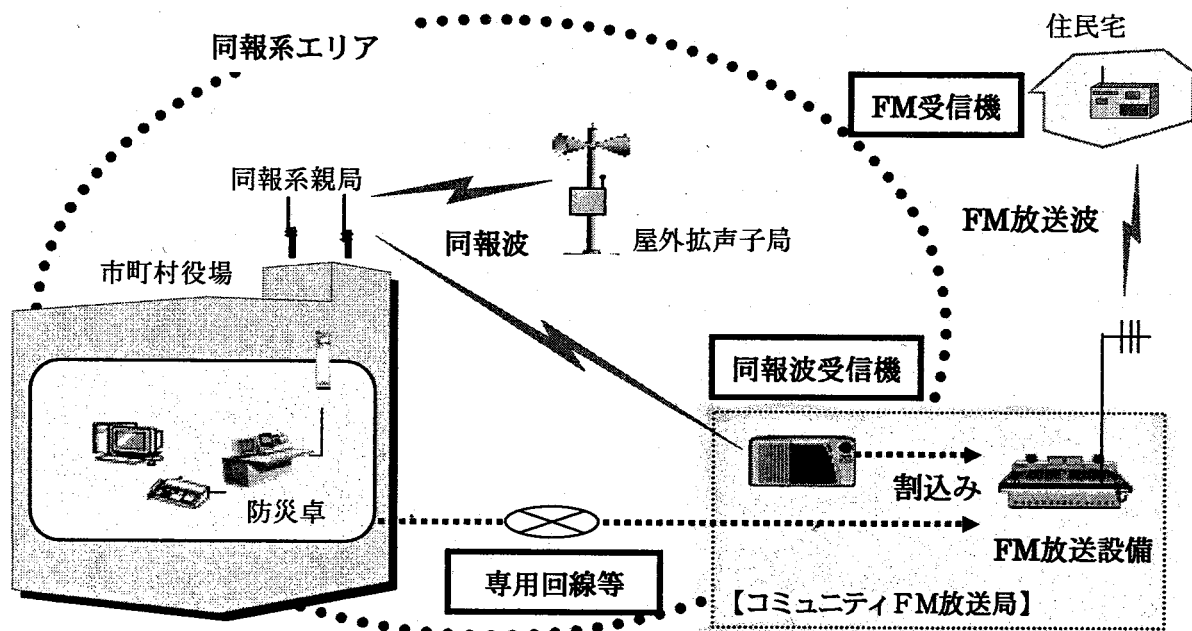 同報系エリア
住民宅
FM受信機
同報系親局
同報波
屋外拡声子局
FM放送波
市町村役場
同報波受信機
割込み
防災卓
FM放送設備
専用回線等
【コミュニティFM放送局】